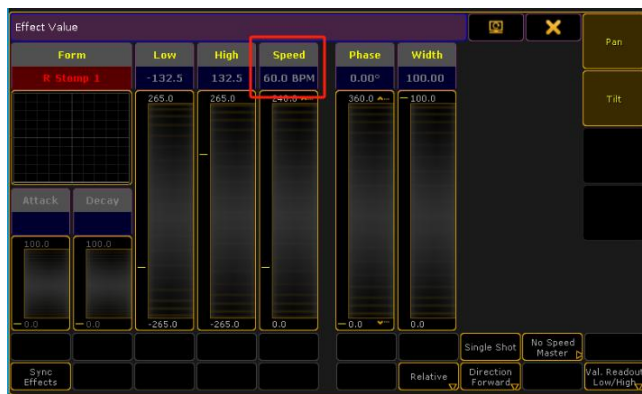 Effect Value
Pan
Form
Low
High
Speed
Phase
Width
R Stomp 1
-132.5
132.5
60.0 BPM
0.00°
100.00
265.0
265.0
240.0
360.0
100.0
Tilt
Attack
Decay
100.0
100.0
0.0
0.0
-265.0
-265.0
0.0
0.0
0.0
Single Shot
No Speed
Master
Sync
Effects
Relative
Direction
Forward
Val. Readout
Low/High